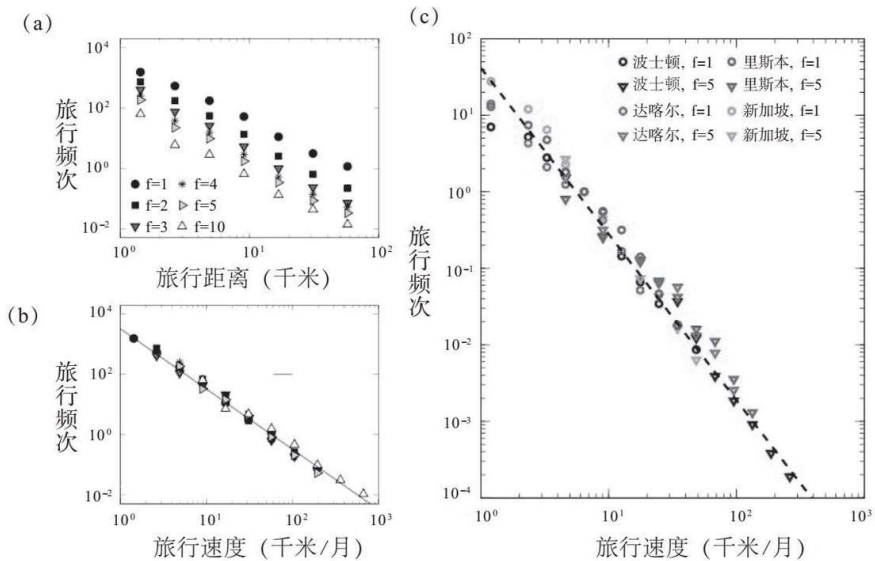 (a)
旅行频次
10⁴
10²
10⁰
10⁻²
f=1 f=4
f=2 f=5
f=3 f=10
10⁰ 10¹ 10²
旅行距离 (千米)
(b)
旅行频次
10⁴
10²
10⁰
10⁻²
10⁰ 10¹ 10² 10³
旅行速度 (千米/月)
(c)
旅行频次
10²
10¹
10⁰
10⁻¹
10⁻²
10⁻³
10⁻⁴
波士顿, f=1 里斯本, f=1
波士顿, f=5 里斯本, f=5
达喀尔, f=1 新加坡, f=1
达喀尔, f=5 新加坡, f=5
10⁰ 10¹ 10² 10³
旅行速度 (千米/月)